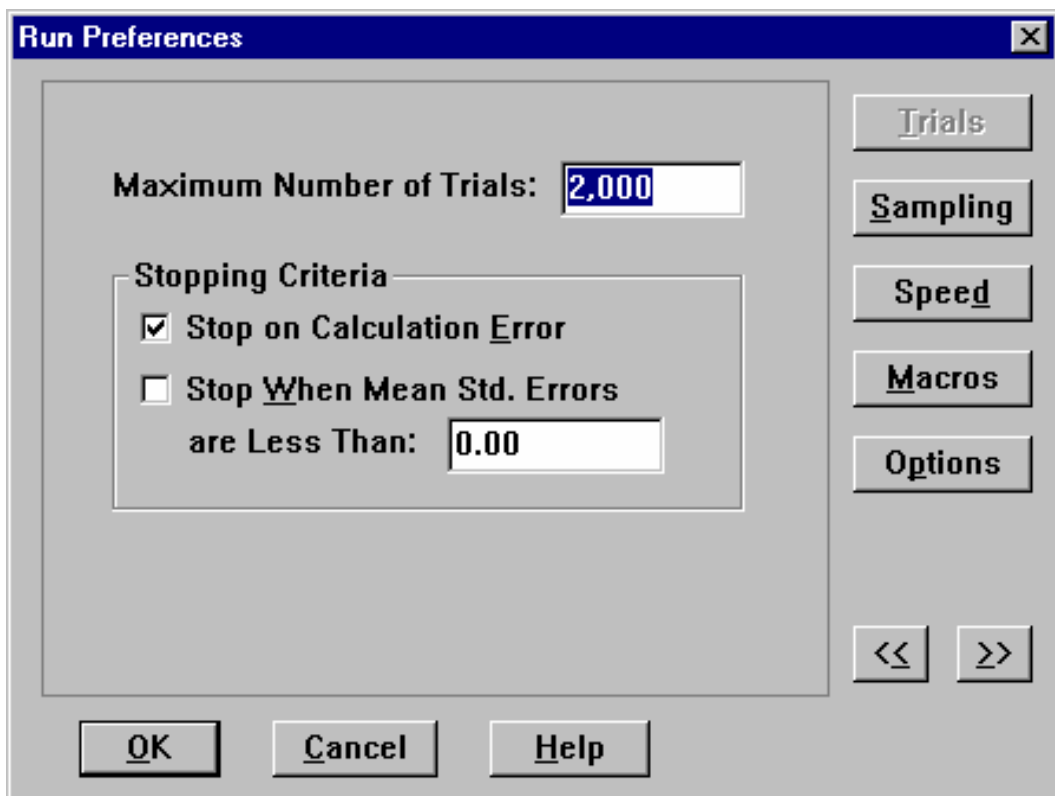 Run Preferences
Trials
Maximum Number of Trials: 2,000
Sampling
Stopping Criteria
Speed
Stop on Calculation Error
Stop When Mean Std. Errors
Macros
are Less Than: 0.00
Options
<< >>
OK Cancel Help